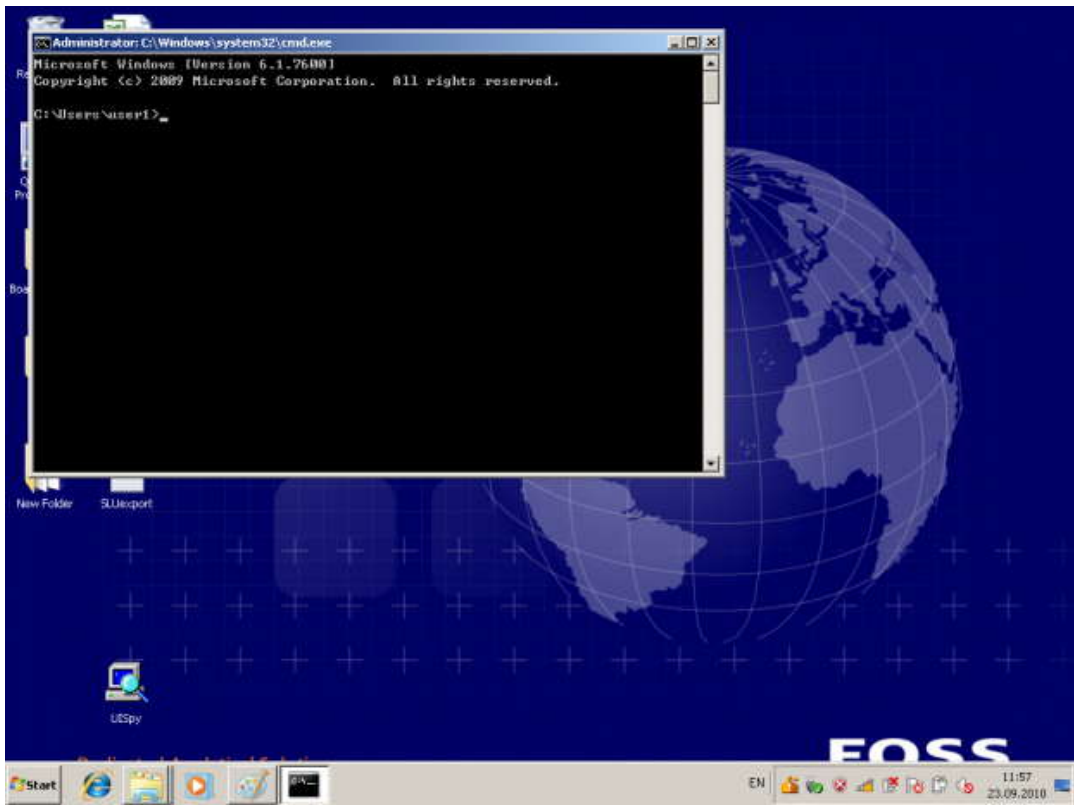 Administrator: C:\Windows\system32\cmd.exe
Microsoft Windows [Version 6.1.7600]
Copyright (c) 2009 Microsoft Corporation.  All rights reserved.
C:\Users\user1>
New Folder
SLUexport
UISpy
FOSS
Start
EN
11:57
23.09.2010